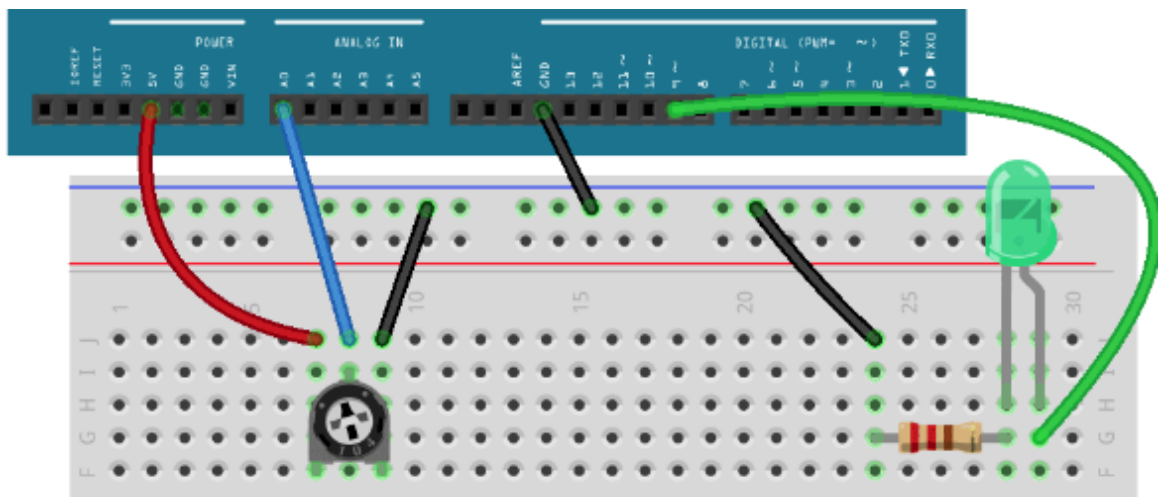 POWER
ANALOG IN
DIGITAL (PWM= ~)
IOREF
RESET
3V3
5V
GND
GND
VIN
A0
A1
A2
A3
A4
A5
AREF
GND
13
12
11~
10~
9~
8
7
6~
5~
4
3~
2
1◀TX0
0▶RX0
1
5
10
15
20
25
30
J
J
I
I
H
H
G
G
F
F
104